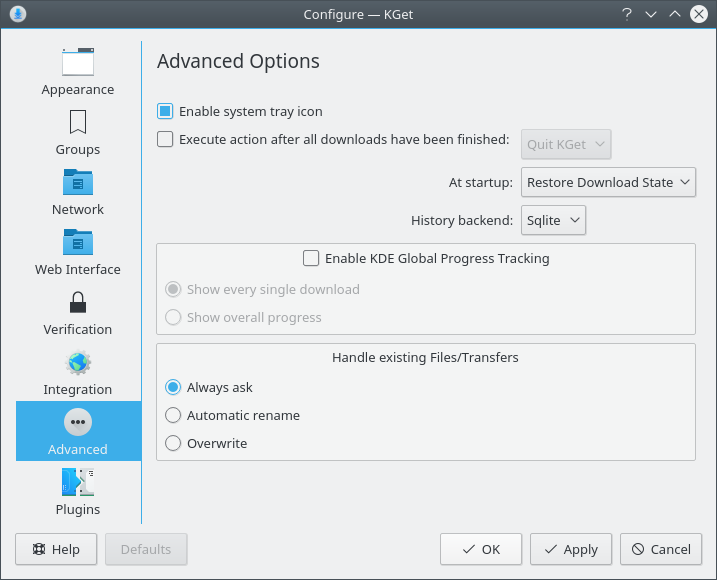 Configure — KGet
Appearance
Groups
Network
Web Interface
Verification
Integration
Advanced
Plugins
Advanced Options
Enable system tray icon
Execute action after all downloads have been finished: Quit KGet
At startup: Restore Download State
History backend: Sqlite
Enable KDE Global Progress Tracking
Show every single download
Show overall progress
Handle existing Files/Transfers
Always ask
Automatic rename
Overwrite
Help Defaults OK Apply Cancel